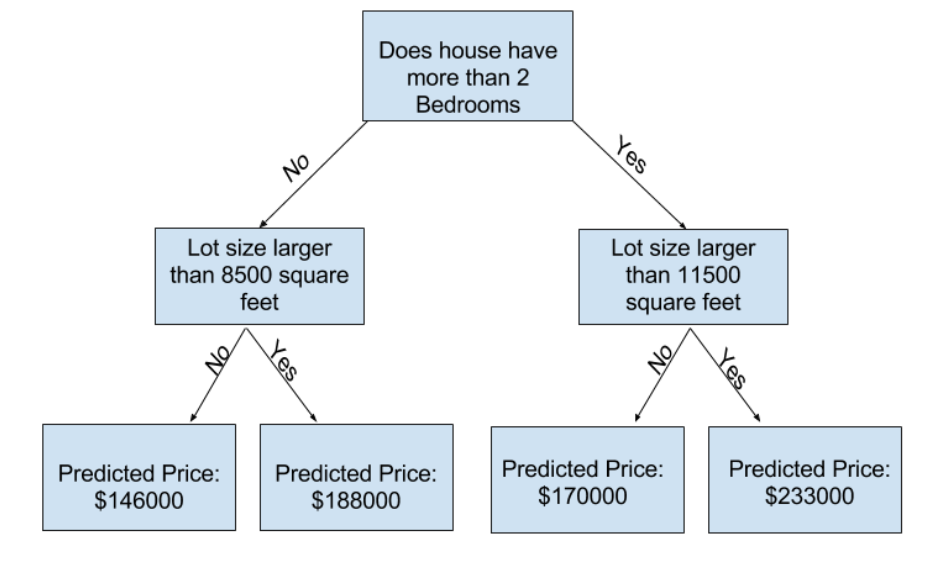 Does house have
more than 2
Bedrooms
No
Yes
Lot size larger
than 8500 square
feet
Lot size larger
than 11500
square feet
No
Yes
No
Yes
Predicted Price:
$146000
Predicted Price:
$188000
Predicted Price:
$170000
Predicted Price:
$233000